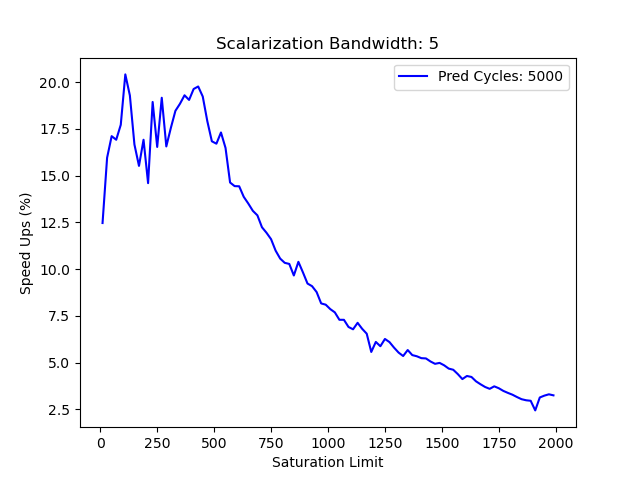 Scalarization Bandwidth: 5
Pred Cycles: 5000
Speed Ups (%)
20.0
17.5
15.0
12.5
10.0
7.5
5.0
2.5
0 250 500 750 1000 1250 1500 1750 2000
Saturation Limit